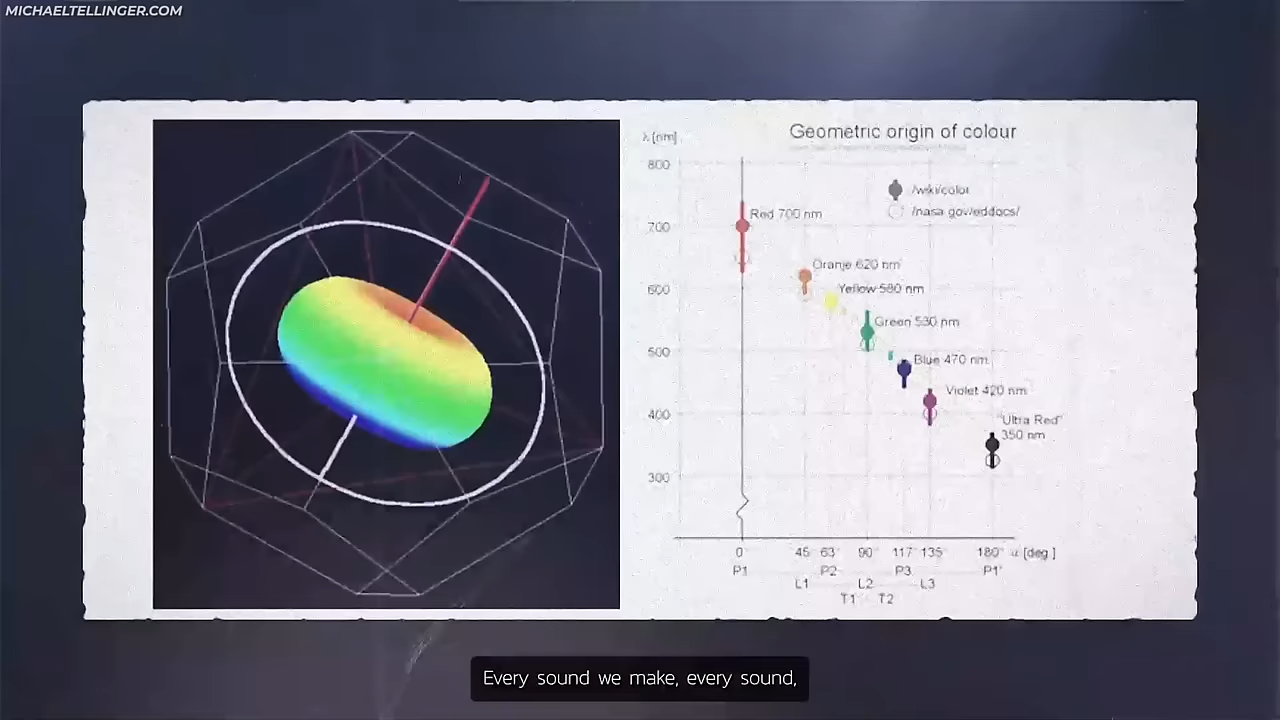 MICHAELTELLINGER.COM
Geometric origin of colour
λ [nm]
800
/wiki/color
/nasa.gov/eddocs/
Red 700 nm
700
Oranje 620 nm
600
Yellow 580 nm
Green 530 nm
500
Blue 470 nm
Violet 420 nm
400
"Ultra Red"
350 nm
300
0 45 63 90 117 135 180 α [deg.]
P1 P2 P3 P1'
L1 L2 L3
T1 T2
Every sound we make, every sound,